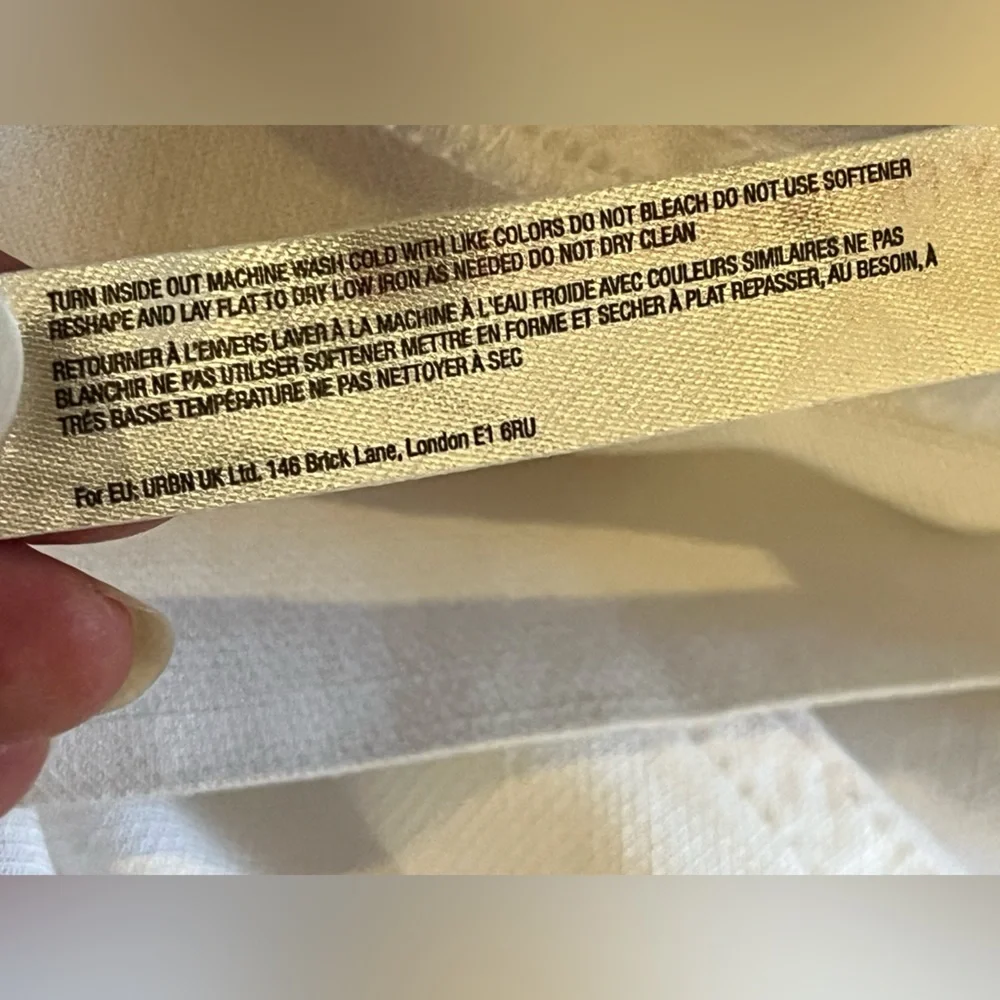 TURN INSIDE OUT MACHINE WASH COLD WITH LIKE COLORS DO NOT BLEACH DO NOT USE SOFTENER
RESHAPE AND LAY FLAT TO DRY LOW IRON AS NEEDED DO NOT DRY CLEAN
RETOURNER À L'ENVERS LAVER À LA MACHINE À L'EAU FROIDE AVEC COULEURS SIMILAIRES NE PAS
BLANCHIR NE PAS UTILISER SOFTENER METTRE EN FORME ET SECHER À PLAT REPASSER, AU BESOIN, À
TRÉS BASSE TEMPÉRATURE NE PAS NETTOYER À SEC
For EU: URBN UK Ltd. 146 Brick Lane, London E1 6RU